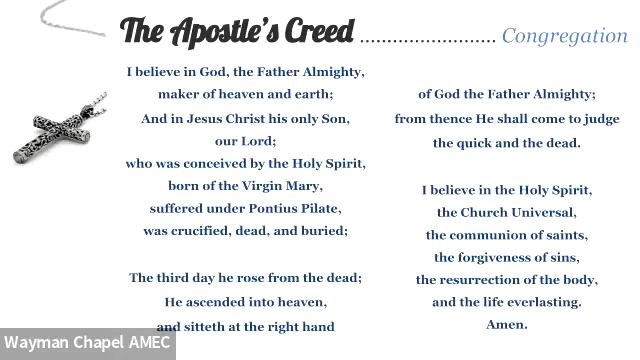 The Apostle's Creed ......................... Congregation
I believe in God, the Father Almighty,
maker of heaven and earth;
And in Jesus Christ his only Son,
our Lord;
who was conceived by the Holy Spirit,
born of the Virgin Mary,
suffered under Pontius Pilate,
was crucified, dead, and buried;
The third day he rose from the dead;
He ascended into heaven,
and sitteth at the right hand
of God the Father Almighty;
from thence He shall come to judge
the quick and the dead.
I believe in the Holy Spirit,
the Church Universal,
the communion of saints,
the forgiveness of sins,
the resurrection of the body,
and the life everlasting.
Amen.
Wayman Chapel AMEC